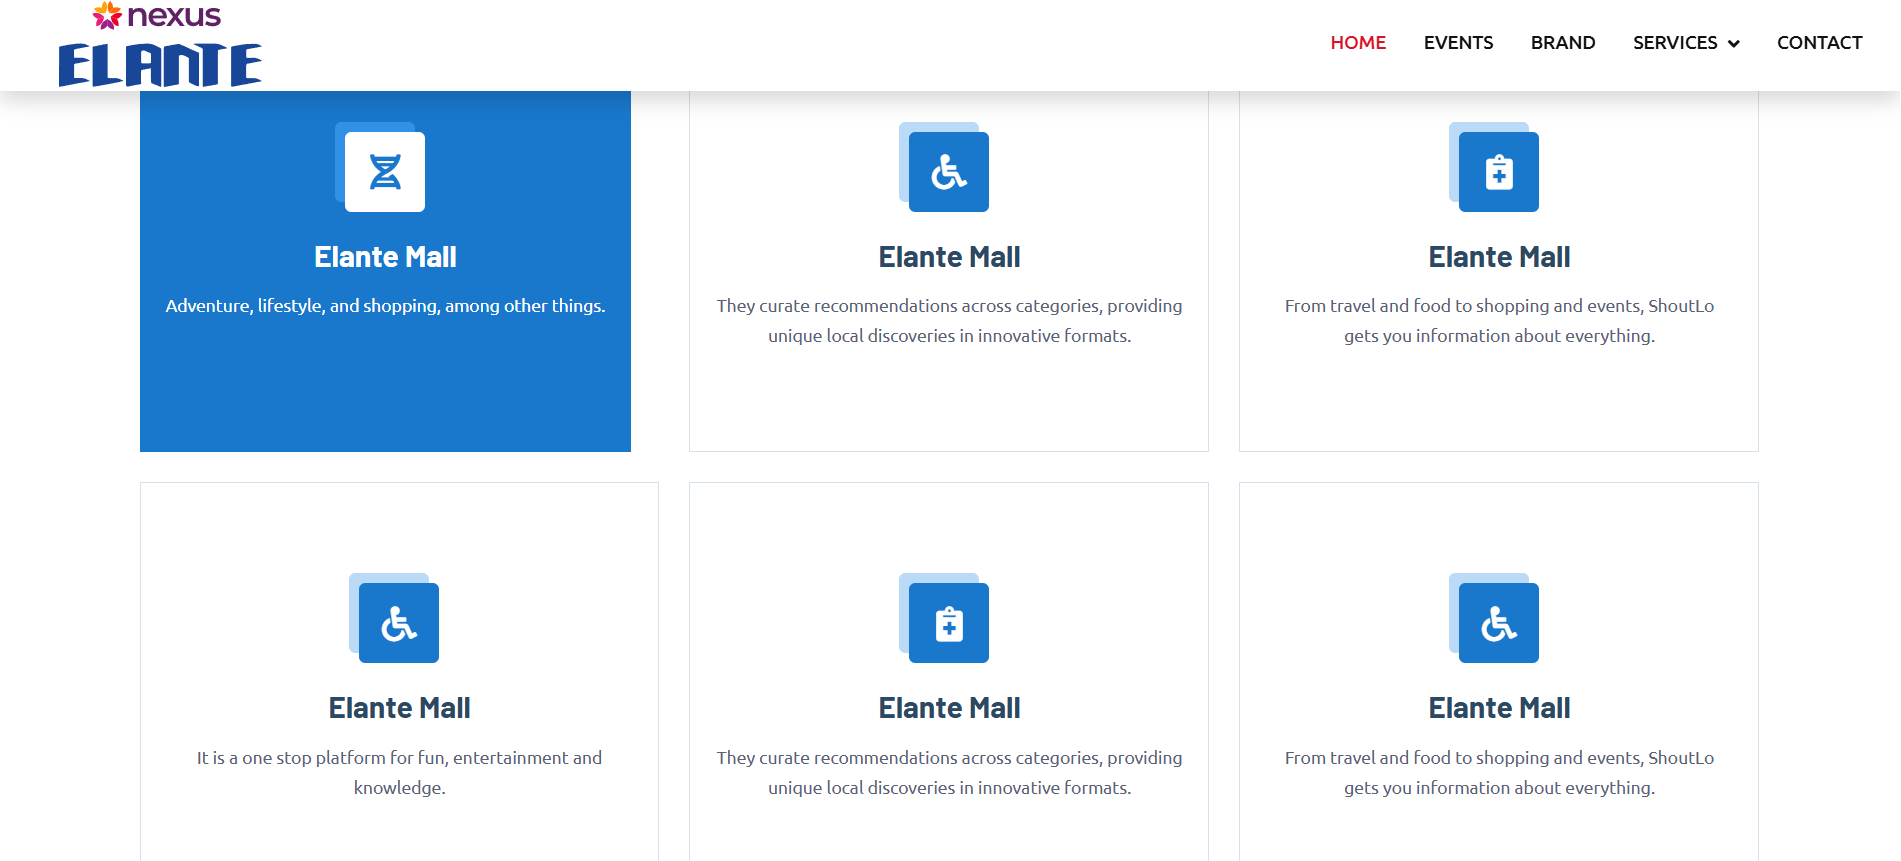 nexus
ELANTE
HOME
EVENTS
BRAND
SERVICES
CONTACT
Elante Mall
Adventure, lifestyle, and shopping, among other things.
Elante Mall
They curate recommendations across categories, providing
unique local discoveries in innovative formats.
Elante Mall
From travel and food to shopping and events, ShoutLo
gets you information about everything.
Elante Mall
It is a one stop platform for fun, entertainment and
knowledge.
Elante Mall
They curate recommendations across categories, providing
unique local discoveries in innovative formats.
Elante Mall
From travel and food to shopping and events, ShoutLo
gets you information about everything.